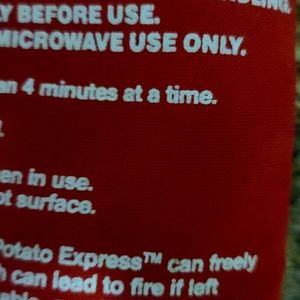 Y BEFORE USE.
MICROWAVE USE ONLY.
an 4 minutes at a time.
en in use.
ot surface.
Potato Express™ can freely
h can lead to fire if left